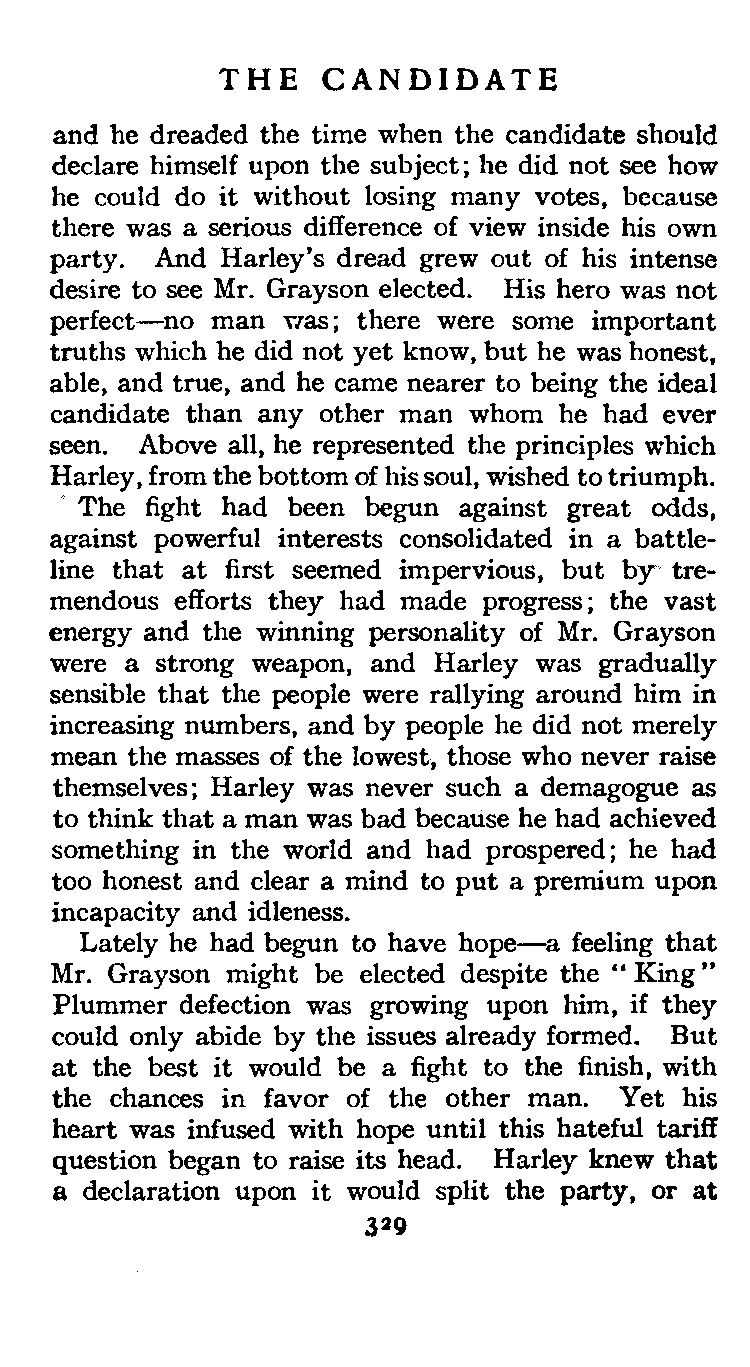 THE CANDIDATE
and he dreaded the time when the candidate should
declare himself upon the subject; he did not see how
he could do it without losing many votes, because
there was a serious difference of view inside his own
party. And Harley's dread grew out of his intense
desire to see Mr. Grayson elected. His hero was not
perfect—no man was; there were some important
truths which he did not yet know, but he was honest,
able, and true, and he came nearer to being the ideal
candidate than any other man whom he had ever
seen. Above all, he represented the principles which
Harley, from the bottom of his soul, wished to triumph.
The fight had been begun against great odds,
against powerful interests consolidated in a battle-
line that at first seemed impervious, but by tre-
mendous efforts they had made progress; the vast
energy and the winning personality of Mr. Grayson
were a strong weapon, and Harley was gradually
sensible that the people were rallying around him in
increasing numbers, and by people he did not merely
mean the masses of the lowest, those who never raise
themselves; Harley was never such a demagogue as
to think that a man was bad because he had achieved
something in the world and had prospered; he had
too honest and clear a mind to put a premium upon
incapacity and idleness.
Lately he had begun to have hope—a feeling that
Mr. Grayson might be elected despite the "King"
Plummer defection was growing upon him, if they
could only abide by the issues already formed. But
at the best it would be a fight to the finish, with
the chances in favor of the other man. Yet his
heart was infused with hope until this hateful tariff
question began to raise its head. Harley knew that
a declaration upon it would split the party, or at
329